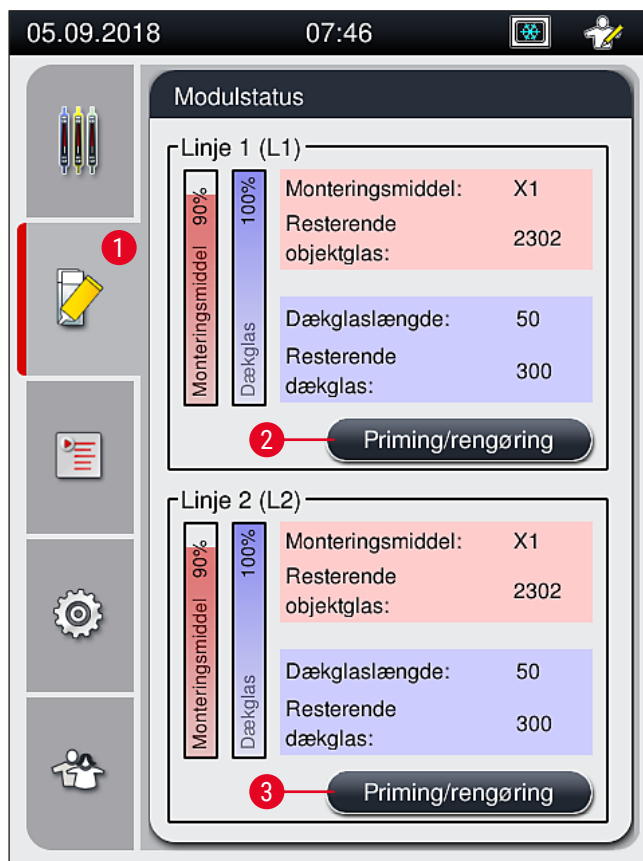 05.09.2018 07:46
Modulstatus
1
Linje 1 (L1)
Monteringsmiddel 90%
Dækglas 100%
Monteringsmiddel: X1
Resterende
objektglas: 2302
Dækglaslængde: 50
Resterende
dækglas: 300
2 Priming/rengøring
Linje 2 (L2)
Monteringsmiddel 90%
Dækglas 100%
Monteringsmiddel: X1
Resterende
objektglas: 2302
Dækglaslængde: 50
Resterende
dækglas: 300
3 Priming/rengøring